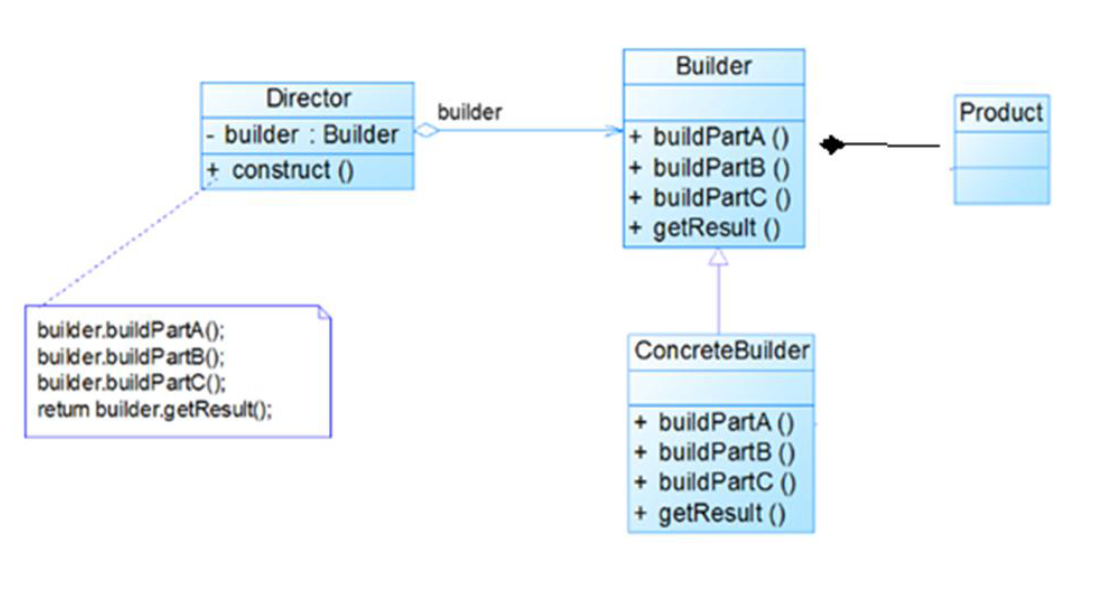 Director
- builder : Builder
+ construct ()
builder
Builder
+ buildPartA ()
+ buildPartB ()
+ buildPartC ()
+ getResult ()
Product
builder.buildPartA();
builder.buildPartB();
builder.buildPartC();
return builder.getResult();
ConcreteBuilder
+ buildPartA ()
+ buildPartB ()
+ buildPartC ()
+ getResult ()